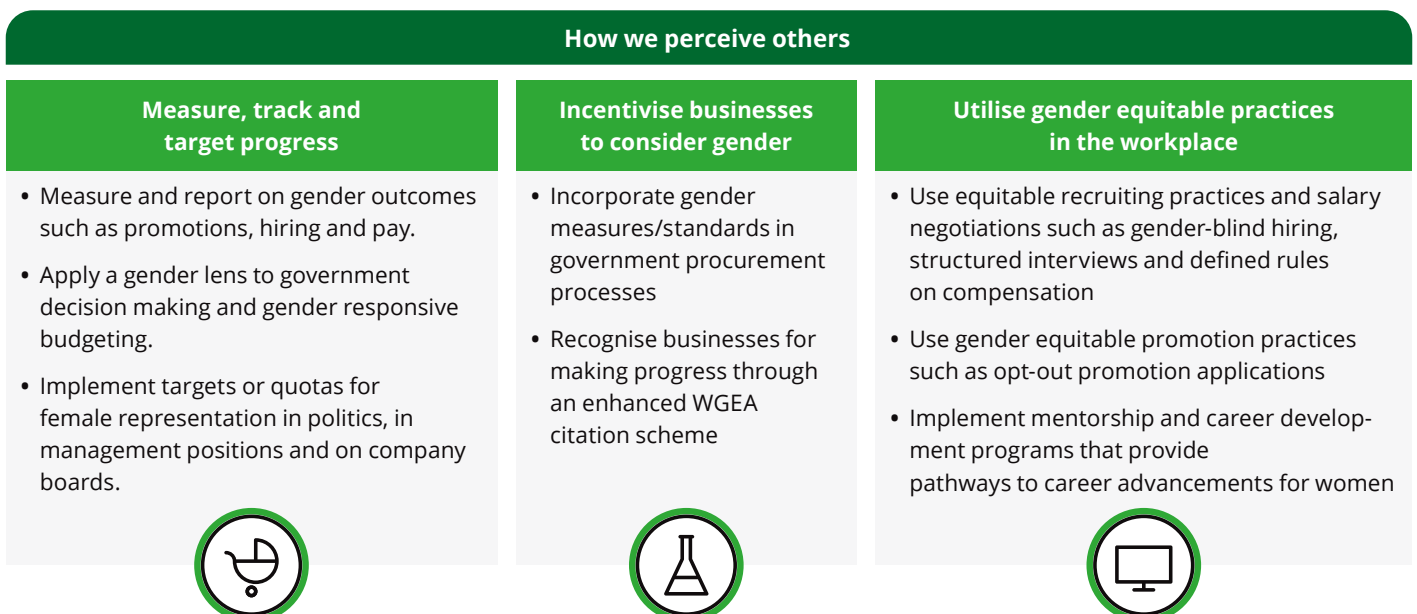 How we perceive others
Measure, track and
target progress
• Measure and report on gender outcomes
such as promotions, hiring and pay.
• Apply a gender lens to government
decision making and gender responsive
budgeting.
• Implement targets or quotas for
female representation in politics, in
management positions and on company
boards.
Incentivise businesses
to consider gender
• Incorporate gender
measures/standards in
government procurement
processes
• Recognise businesses for
making progress through
an enhanced WGEA
citation scheme
Utilise gender equitable practices
in the workplace
• Use equitable recruiting practices and salary
negotiations such as gender-blind hiring,
structured interviews and defined rules
on compensation
• Use gender equitable promotion practices
such as opt-out promotion applications
• Implement mentorship and career develop-
ment programs that provide
pathways to career advancements for women